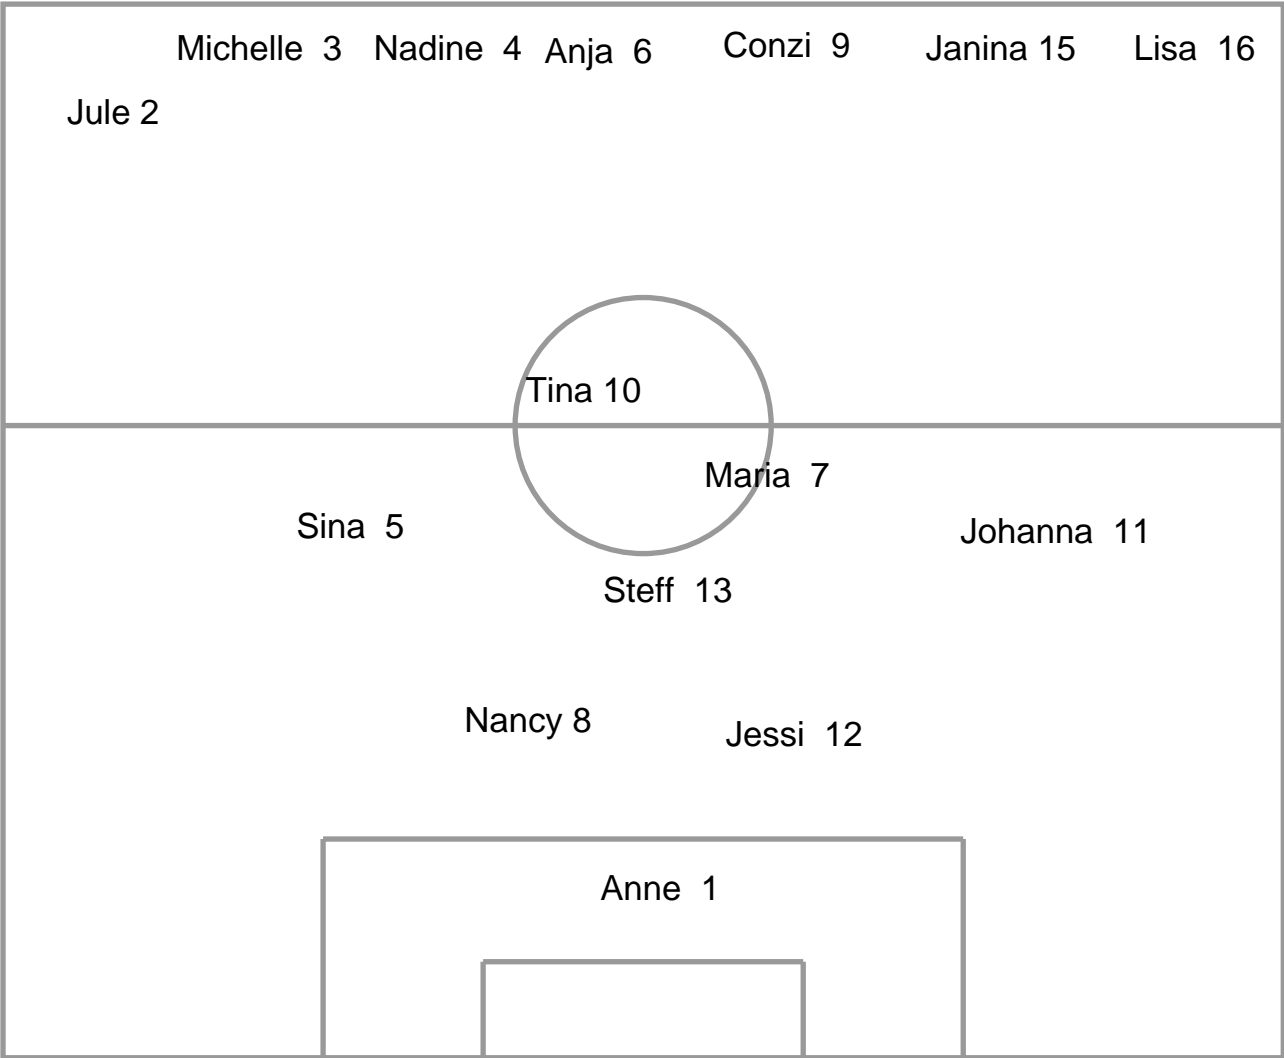 Michelle  3
Nadine  4
Anja  6
Conzi  9
Janina 15
Lisa  16
Jule 2
Tina 10
Maria  7
Sina  5
Johanna  11
Steff  13
Nancy 8
Jessi  12
Anne  1